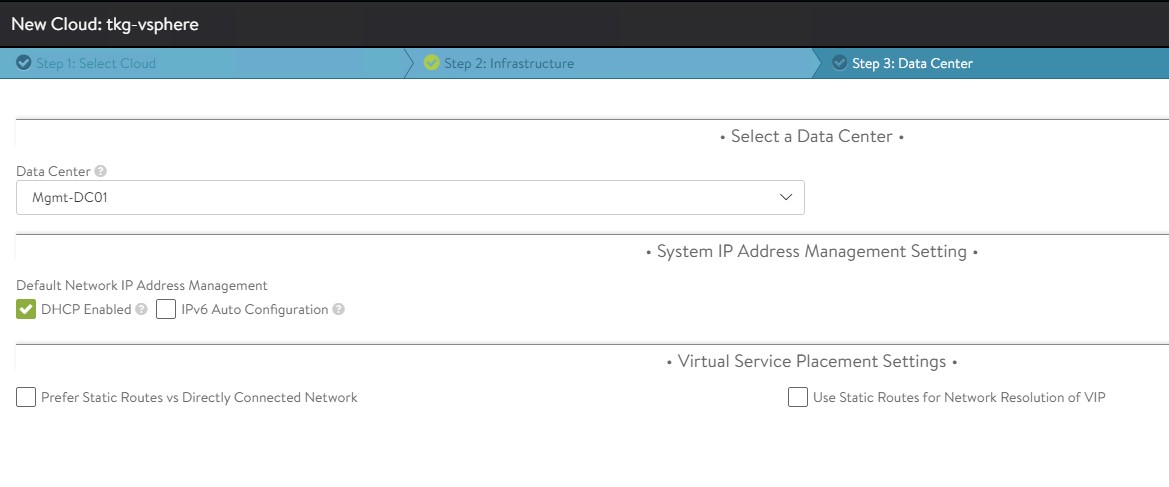 New Cloud: tkg-vsphere
Step 1: Select Cloud
Step 2: Infrastructure
Step 3: Data Center
• Select a Data Center •
Data Center ?
Mgmt-DC01
• System IP Address Management Setting •
Default Network IP Address Management
DHCP Enabled ? IPv6 Auto Configuration ?
• Virtual Service Placement Settings •
Prefer Static Routes vs Directly Connected Network
Use Static Routes for Network Resolution of VIP